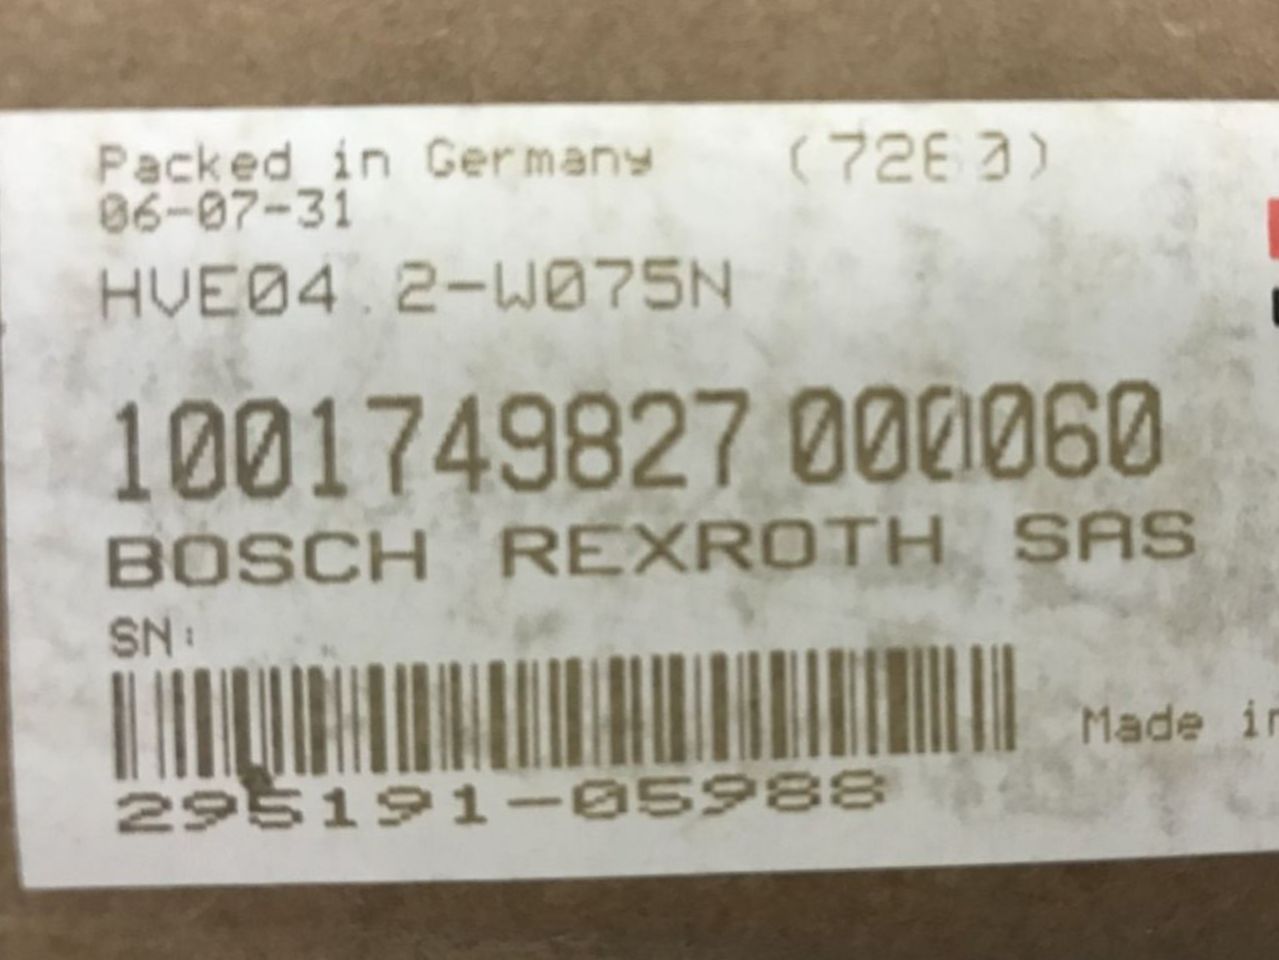 Packed in Germany
06-07-31
HVE04.2-W075N
1001749827 000060
BOSCH REXROTH SAS
SN:
295191-05988
Made in